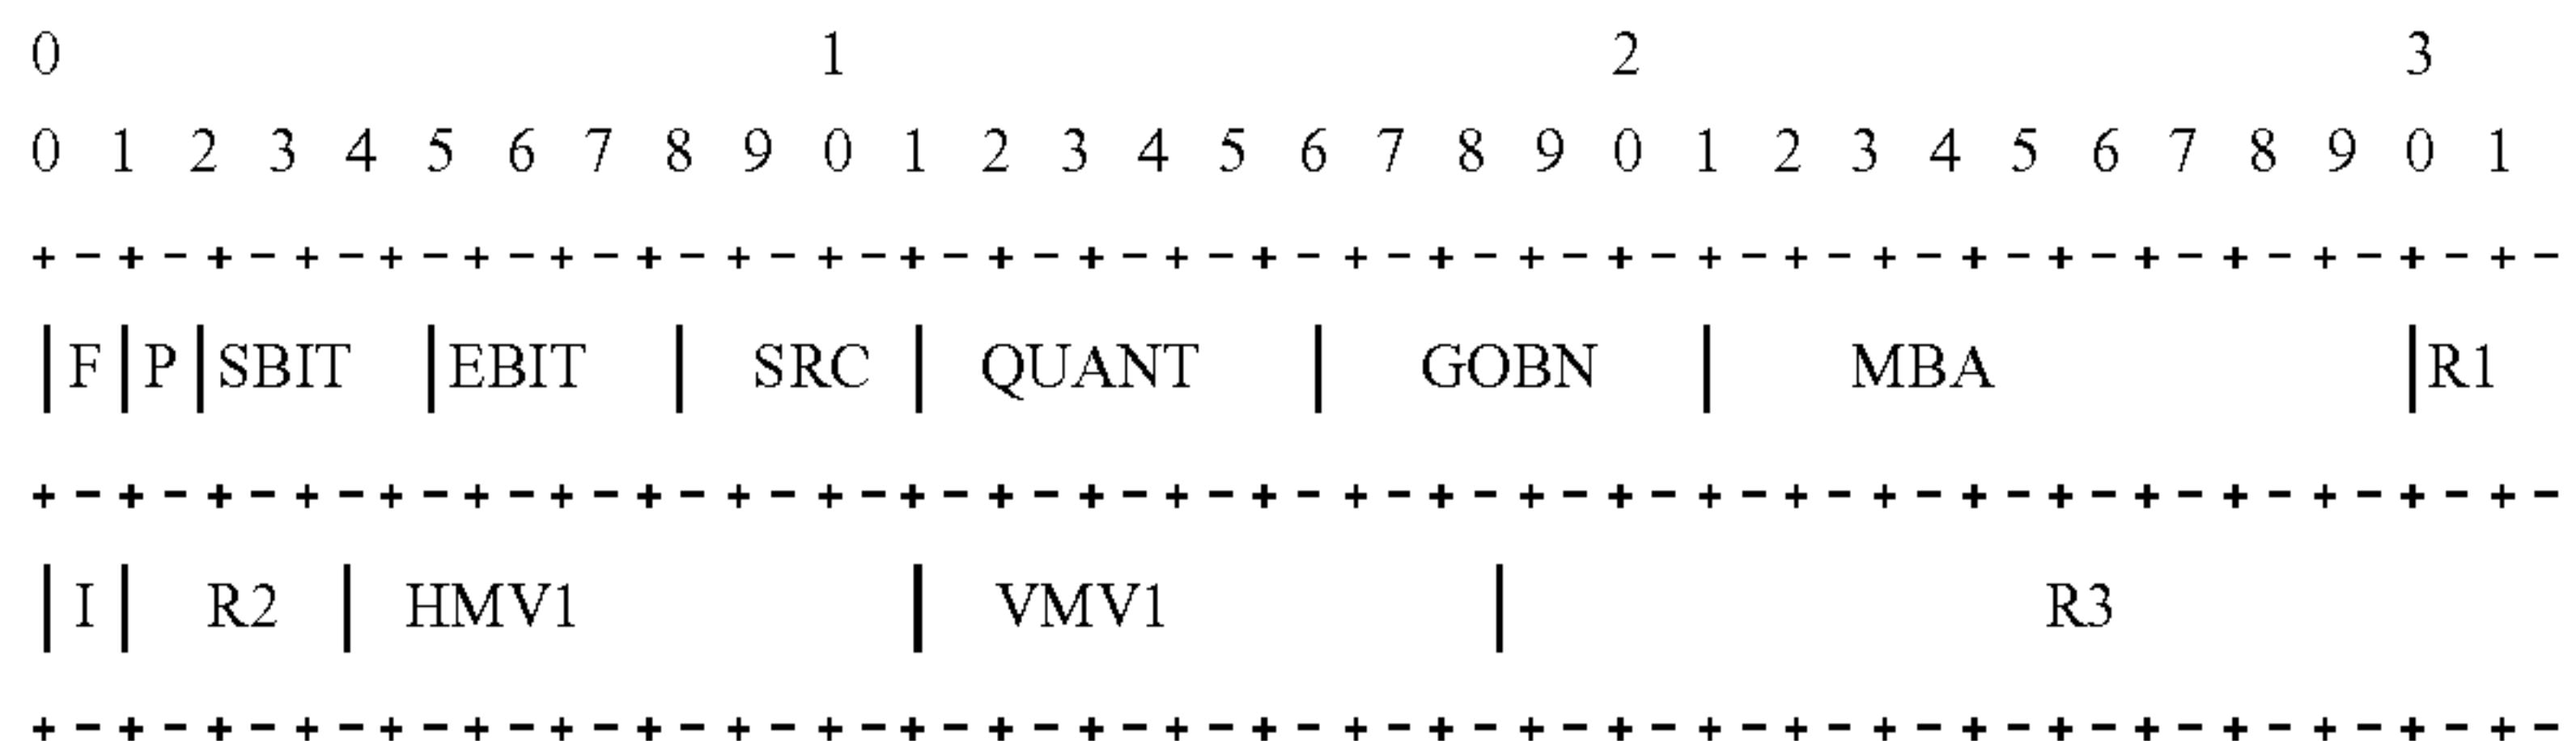 0 1 2 3
0 1 2 3 4 5 6 7 8 9 0 1 2 3 4 5 6 7 8 9 0 1 2 3 4 5 6 7 8 9 0 1
+ - + - + - + - + - + - + - + - + - + - + - + - + - + - + - + - + - + - + - + - + - + - + - + - + - + - + - + -
|F|P|SBIT |EBIT | SRC | QUANT | GOBN | MBA |R1
+ - + - + - + - + - + - + - + - + - + - + - + - + - + - + - + - + - + - + - + - + - + - + - + - + - + - + - + -
|I| R2 | HMV1 | VMV1 | R3
+ - + - + - + - + - + - + - + - + - + - + - + - + - + - + - + - + - + - + - + - + - + - + - + - + - + - + - + -